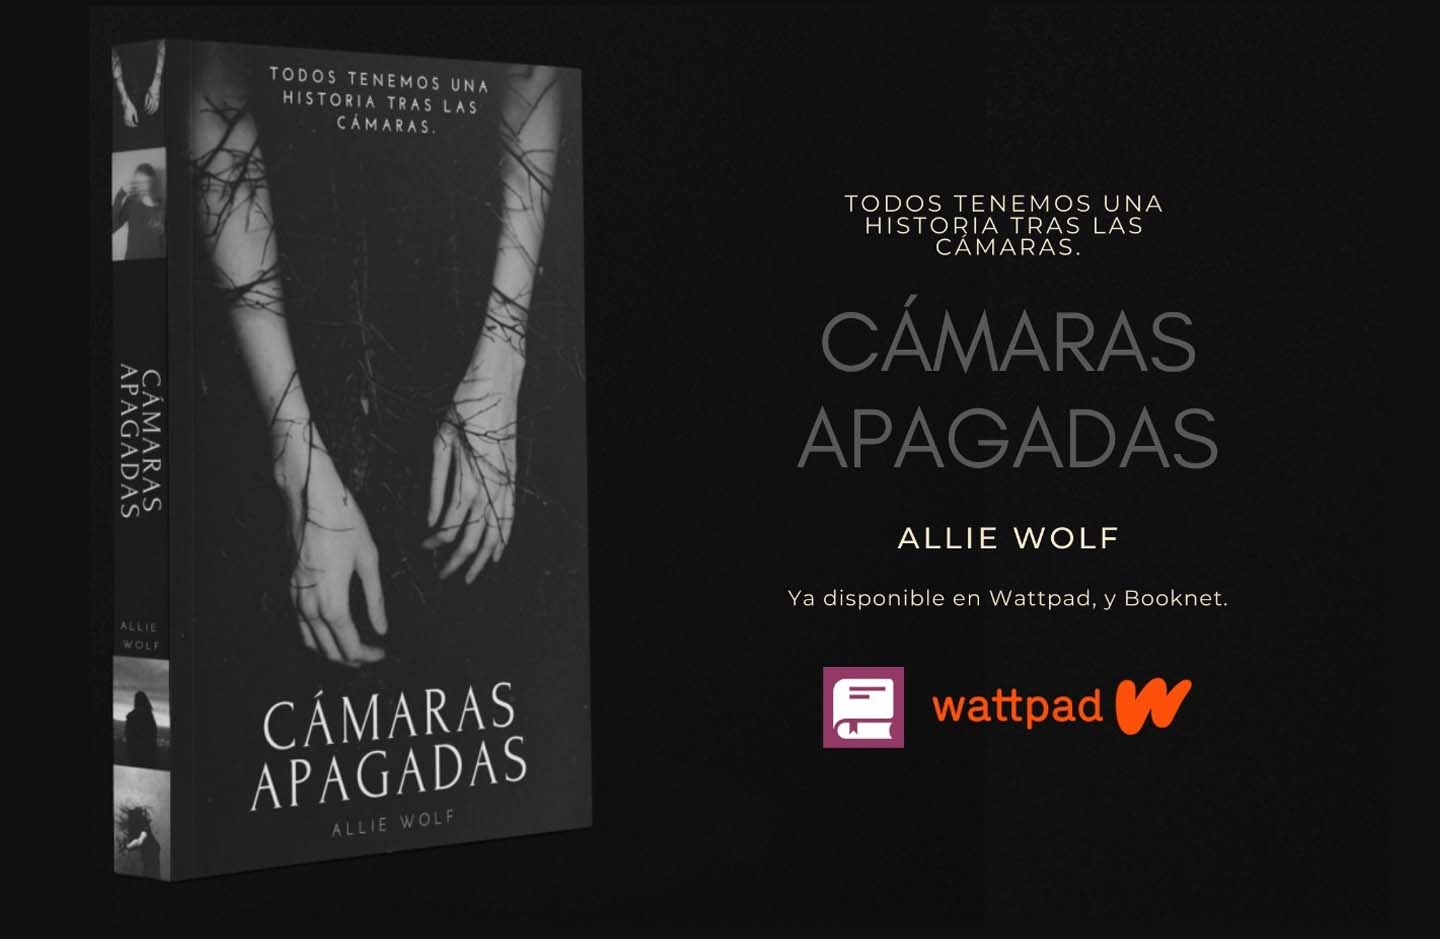 TODOS TENEMOS UNA
HISTORIA TRAS LAS
CÁMARAS.
CÁMARAS
APAGADAS
ALLIE WOLF
CÁMARAS
APAGADAS
ALLIE
WOLF
TODOS TENEMOS UNA
HISTORIA TRAS LAS
CÁMARAS.
CÁMARAS
APAGADAS
ALLIE WOLF
Ya disponible en Wattpad, y Booknet.
wattpad